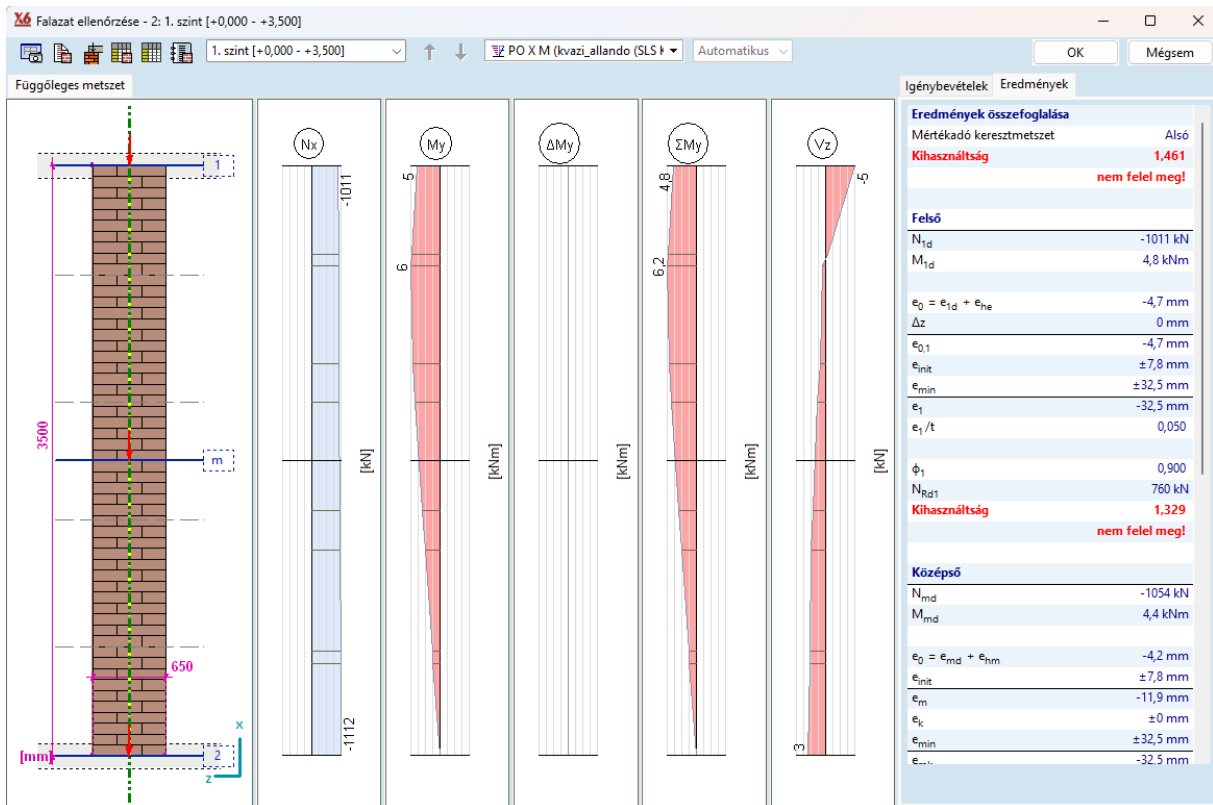 X6 Falazat ellenőrzése - 2: 1. szint [+0,000 - +3,500]
1. szint [+0,000 - +3,500]
PO X M (kvazi_allando (SLS
Automatikus
OK
Mégsem
Függőleges metszet
Igénybevételek
Eredmények
1
m
2
3500
650
[mm]
x
z
Nx
-1011
-1112
[kN]
My
5
6
[kNm]
ΔMy
[kNm]
ΣMy
4,8
6,2
[kNm]
Vz
-5
3
[kN]
Eredmények összefoglalása
Mértékadó keresztmetszet Alsó
Kihasználtság 1,461
nem felel meg!
Felső
N1d -1011 kN
M1d 4,8 kNm
e0 = e1d + ehe -4,7 mm
Δz 0 mm
e0,1 -4,7 mm
einit ±7,8 mm
emin ±32,5 mm
e1 -32,5 mm
e1/t 0,050
ϕ1 0,900
NRd1 760 kN
Kihasználtság 1,329
nem felel meg!
Középső
Nmd -1054 kN
Mmd 4,4 kNm
e0 = emd + ehm -4,2 mm
einit ±7,8 mm
em -11,9 mm
ek ±0 mm
emin ±32,5 mm
-32,5 mm